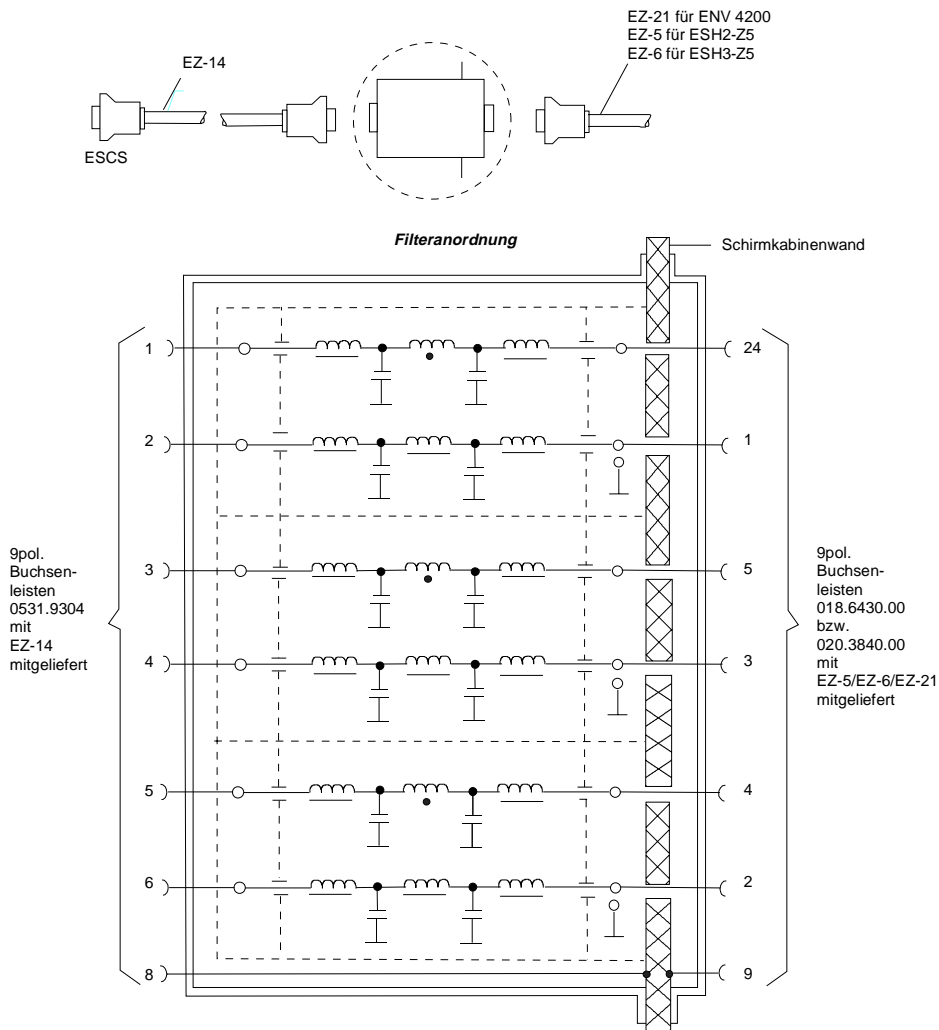 EZ-21 für ENV 4200
EZ-5 für ESH2-Z5
EZ-6 für ESH3-Z5
EZ-14
ESCS
Filteranordnung
Schirmkabinenwand
1
24
2
1
3
5
4
3
5
4
6
2
8
9
9pol.
Buchsen-
leisten
0531.9304
mit
EZ-14
mitgeliefert
9pol.
Buchsen-
leisten
018.6430.00
bzw.
020.3840.00
mit
EZ-5/EZ-6/EZ-21
mitgeliefert